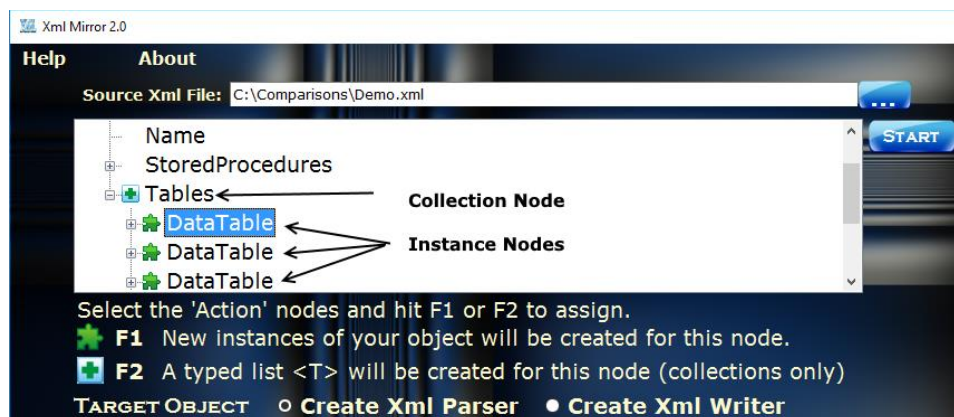 Xml Mirror 2.0
Help About
Source Xml File: C:\Comparisons\Demo.xml ...
Name START
StoredProcedures
Tables Collection Node
DataTable
DataTable Instance Nodes
DataTable
Select the 'Action' nodes and hit F1 or F2 to assign.
F1 New instances of your object will be created for this node.
F2 A typed list <T> will be created for this node (collections only)
TARGET OBJECT Create Xml Parser Create Xml Writer